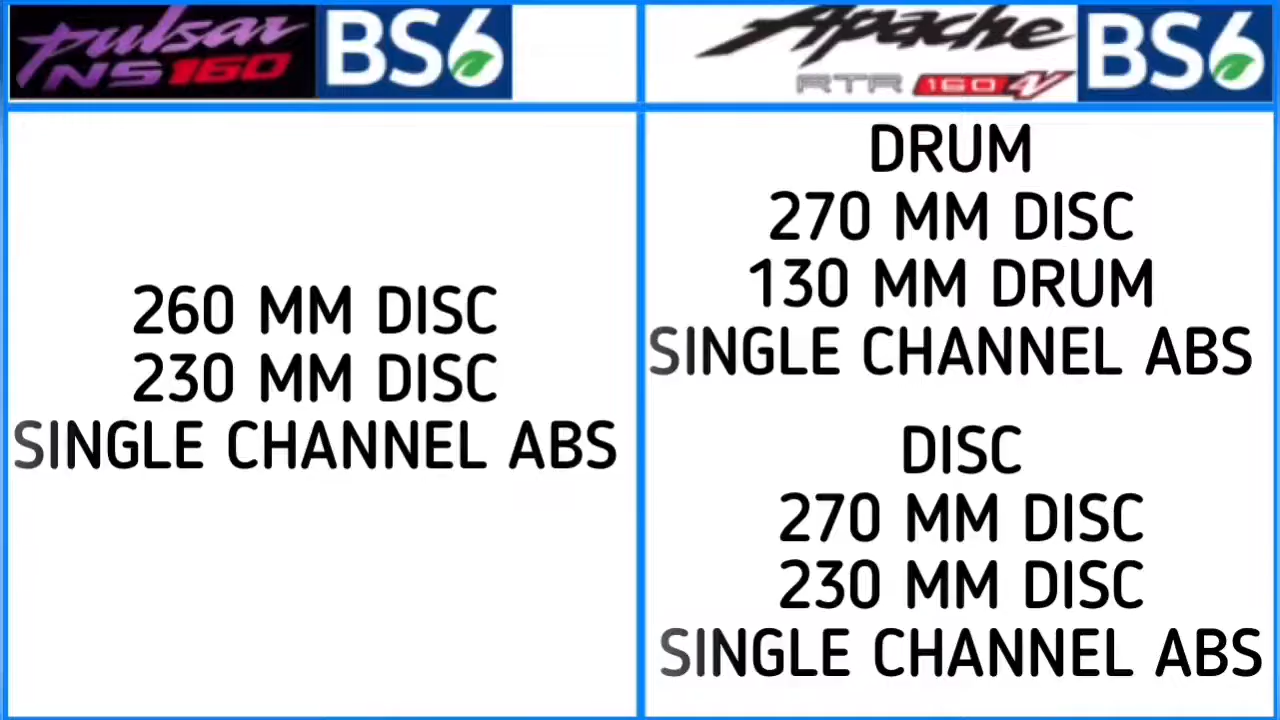 Pulsar
NS160
BS6
Apache
RTR 160 4V
BS6
260 MM DISC
230 MM DISC
SINGLE CHANNEL ABS
DRUM
270 MM DISC
130 MM DRUM
SINGLE CHANNEL ABS
DISC
270 MM DISC
230 MM DISC
SINGLE CHANNEL ABS